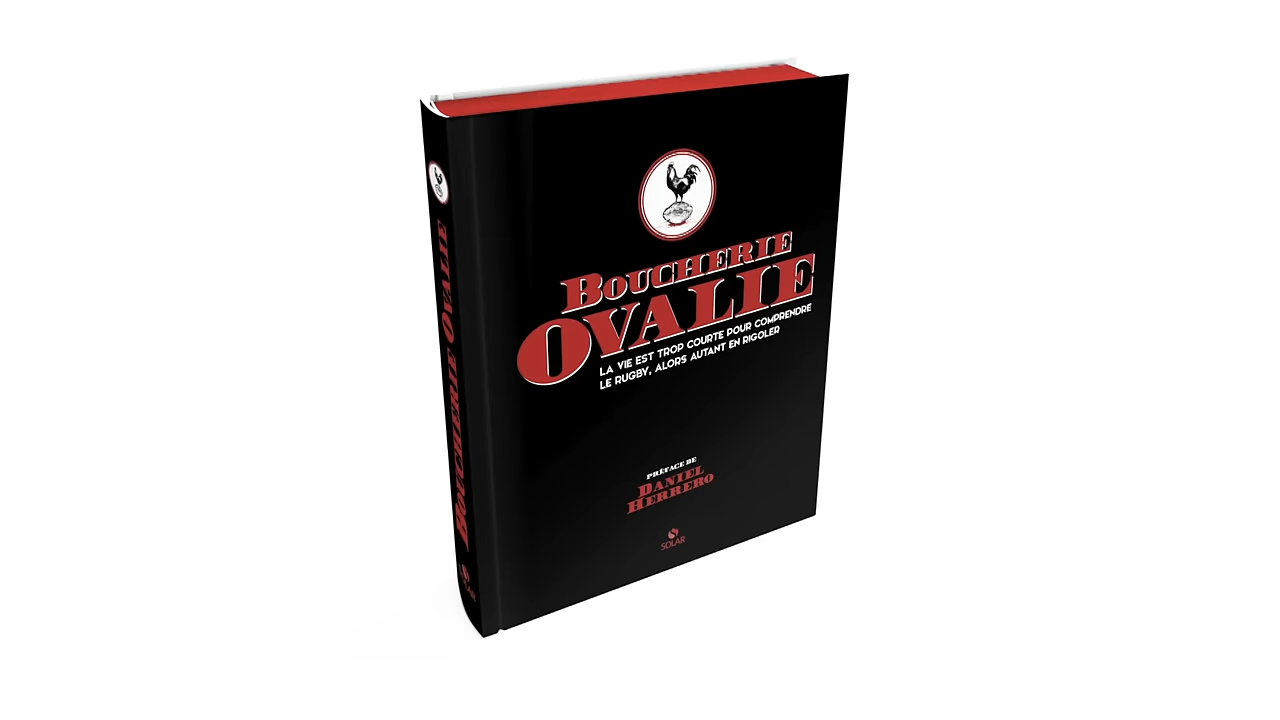 BOUCHERIE
OVALIE
LA VIE EST TROP COURTE POUR COMPRENDRE
LE RUGBY, ALORS AUTANT EN RIGOLER
PRÉFACE DE
DANIEL
HERRERO
SOLAR
BOUCHERIE OVALIE
SOLAR